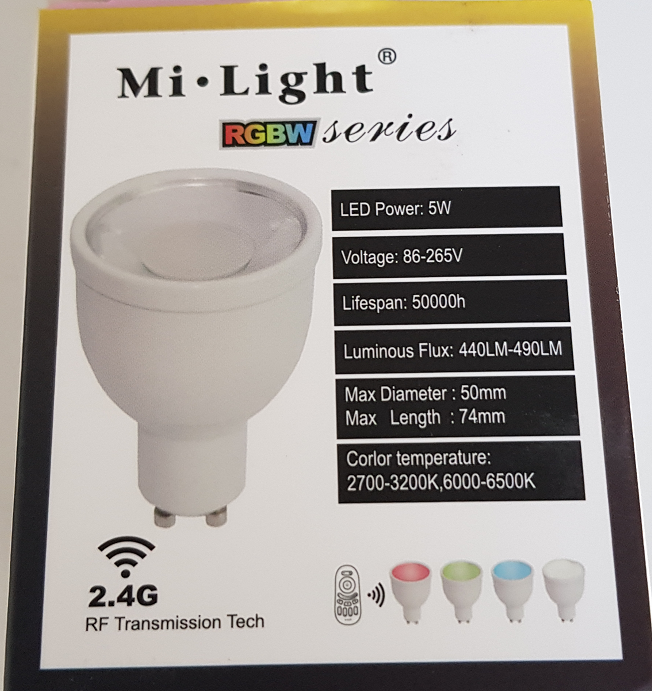 Mi·Light®
RGBW series
LED Power: 5W
Voltage: 86-265V
Lifespan: 50000h
Luminous Flux: 440LM-490LM
Max Diameter : 50mm
Max Length : 74mm
Corlor temperature:
2700-3200K,6000-6500K
2.4G
RF Transmission Tech